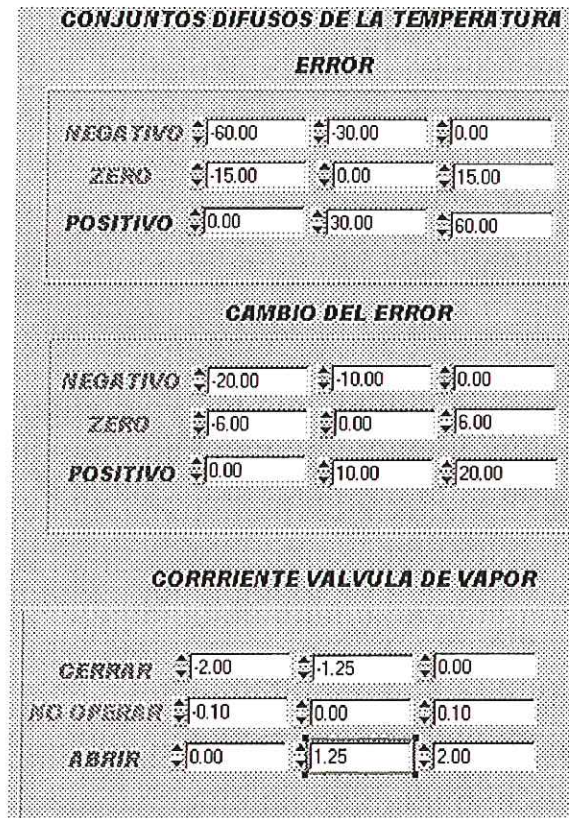 CONJUNTOS DIFUSOS DE LA TEMPERATURA
ERROR
NEGATIVO -60.00 -30.00 0.00
ZERO -15.00 0.00 15.00
POSITIVO 0.00 30.00 60.00
CAMBIO DEL ERROR
NEGATIVO -20.00 -10.00 0.00
ZERO -6.00 0.00 6.00
POSITIVO 0.00 10.00 20.00
CORRRIENTE VALVULA DE VAPOR
CERRAR -2.00 -1.25 0.00
NO OPERAR -0.10 0.00 0.10
ABRIR 0.00 1.25 2.00